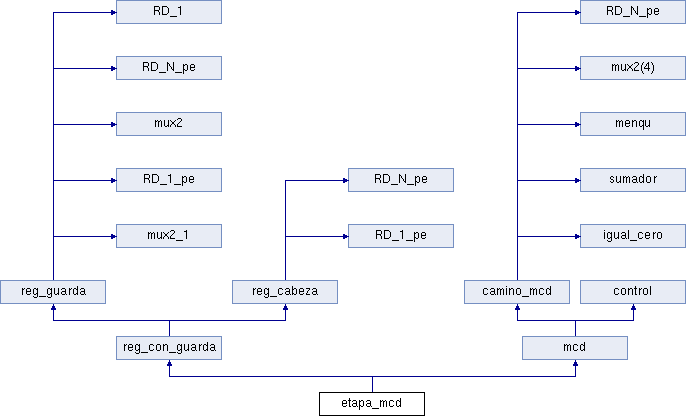 RD_1
RD_N_pe
RD_N_pe
mux2(4)
mux2
menqu
RD_1_pe
RD_N_pe
sumador
mux2_1
RD_1_pe
igual_cero
reg_guarda
reg_cabeza
camino_mcd
control
reg_con_guarda
mcd
etapa_mcd